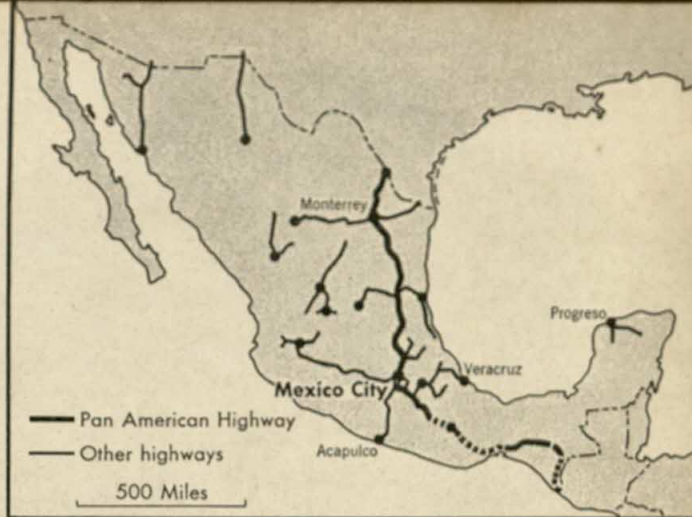 Monterrey
Progreso
Veracruz
Mexico City
Pan American Highway
Other highways
Acapulco
500 Miles